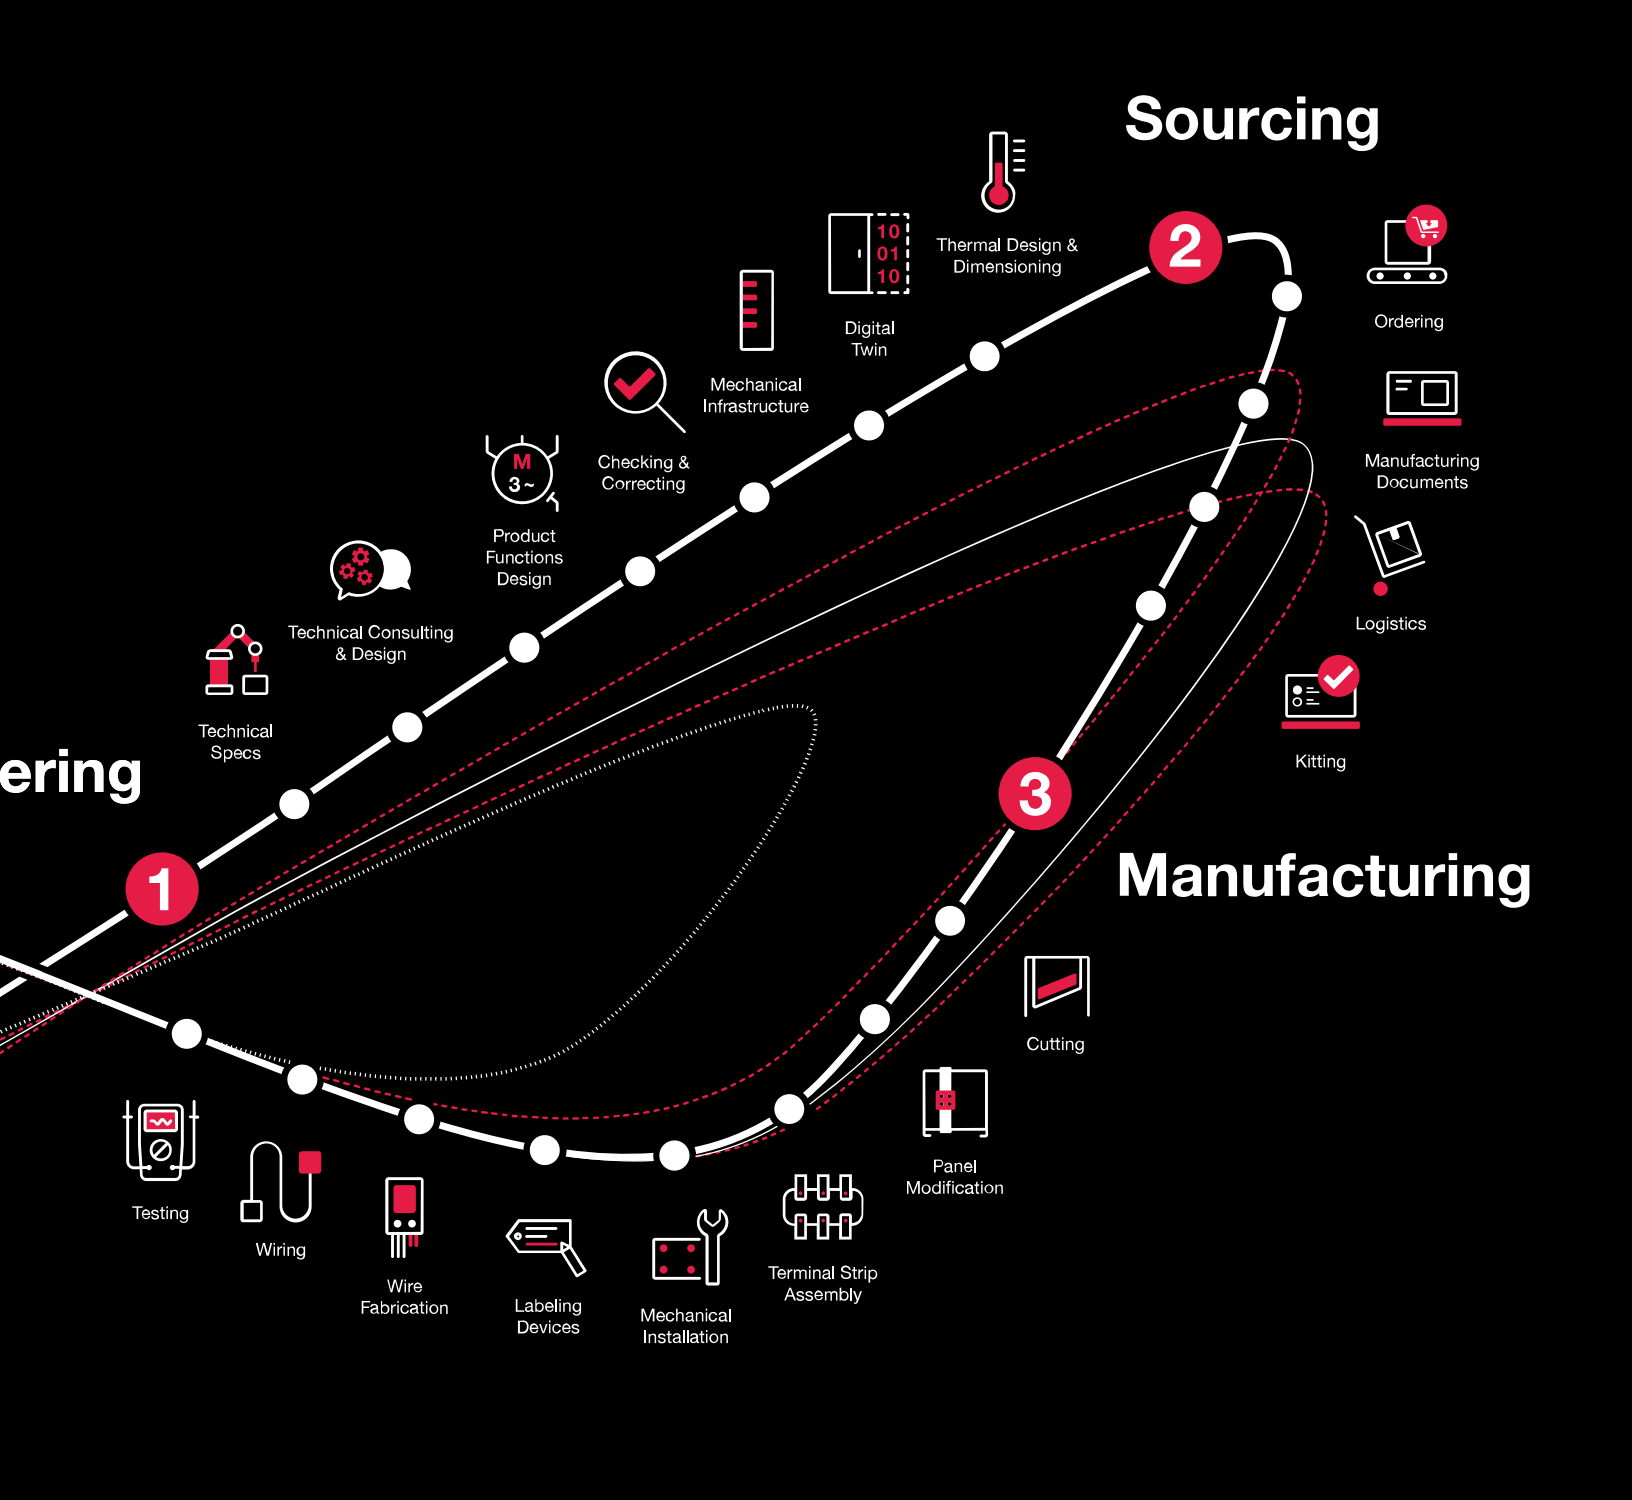 Sourcing
2
Ordering
Manufacturing
Documents
Logistics
Kitting
10
01
10
Thermal Design &
Dimensioning
Digital
Twin
Mechanical
Infrastructure
Checking &
Correcting
M
3~
Product
Functions
Design
Technical Consulting
& Design
Technical
Specs
ering
1
3
Manufacturing
Cutting
Panel
Modification
Terminal Strip
Assembly
Mechanical
Installation
Labeling
Devices
Wire
Fabrication
Wiring
Testing